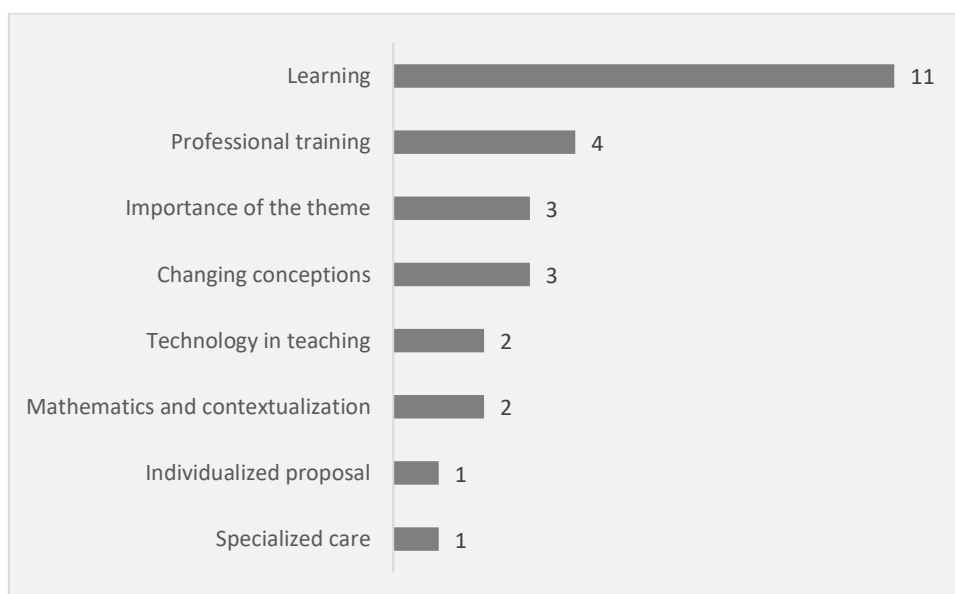 Learning 11
Professional training 4
Importance of the theme 3
Changing conceptions 3
Technology in teaching 2
Mathematics and contextualization 2
Individualized proposal 1
Specialized care 1